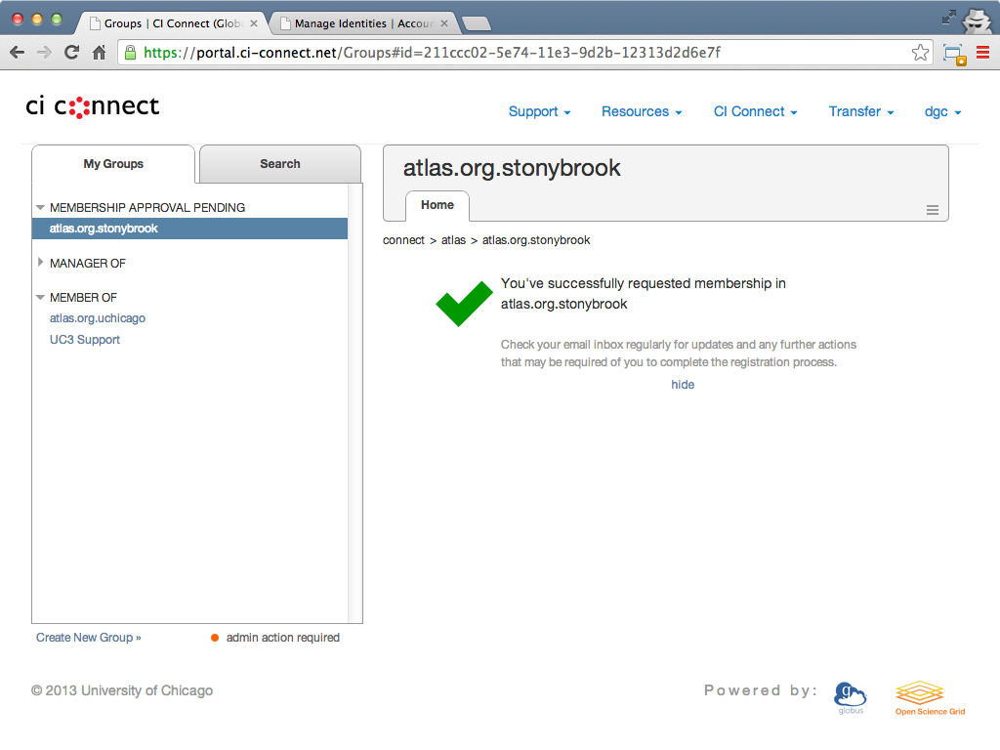 Groups | CI Connect (Glob
Manage Identities | Accou
https://portal.ci-connect.net/Groups#id=211ccc02-5e74-11e3-9d2b-12313d2d6e7f
ci connect
Support
Resources
CI Connect
Transfer
dgc
My Groups
Search
MEMBERSHIP APPROVAL PENDING
atlas.org.stonybrook
MANAGER OF
MEMBER OF
atlas.org.uchicago
UC3 Support
Create New Group »
admin action required
atlas.org.stonybrook
Home
connect > atlas > atlas.org.stonybrook
You've successfully requested membership in
atlas.org.stonybrook
Check your email inbox regularly for updates and any further actions
that may be required of you to complete the registration process.
hide
© 2013 University of Chicago
Powered by:
g
globus
Open Science Grid